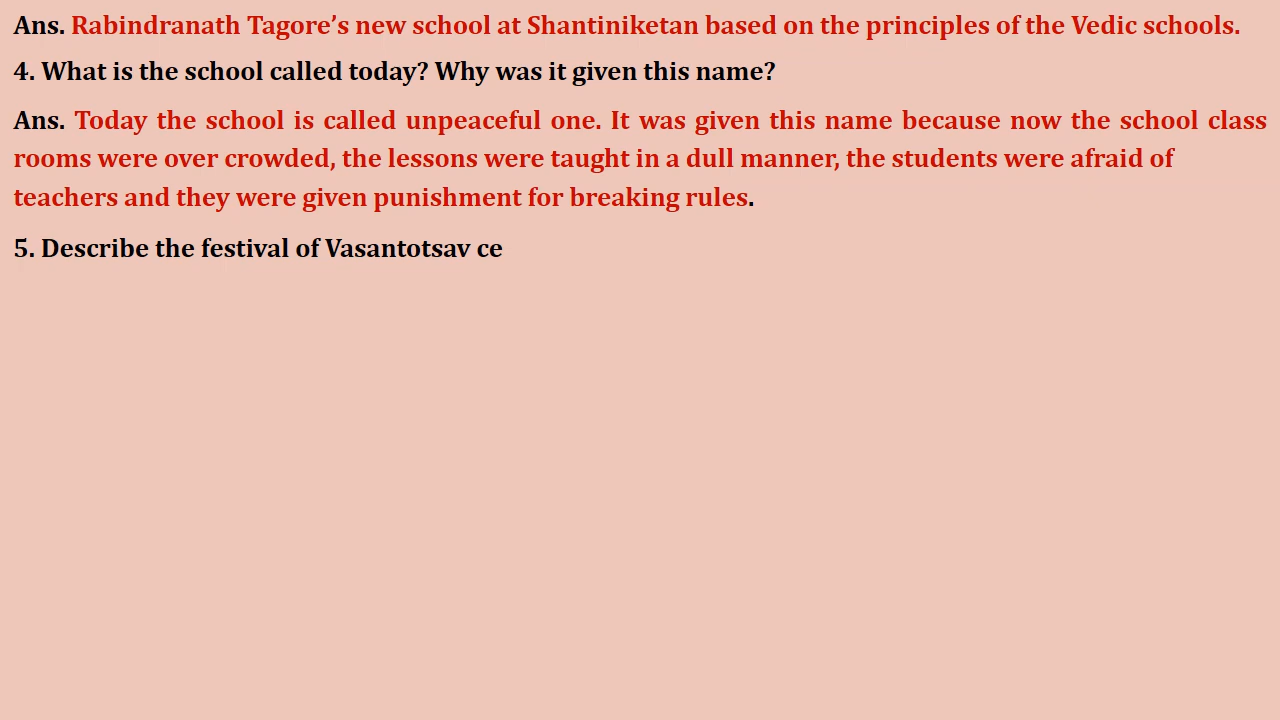 Ans. Rabindranath Tagore’s new school at Shantiniketan based on the principles of the Vedic schools.
4. What is the school called today? Why was it given this name?
Ans. Today the school is called unpeaceful one. It was given this name because now the school class
rooms were over crowded, the lessons were taught in a dull manner, the students were afraid of
teachers and they were given punishment for breaking rules.
5. Describe the festival of Vasantotsav ce